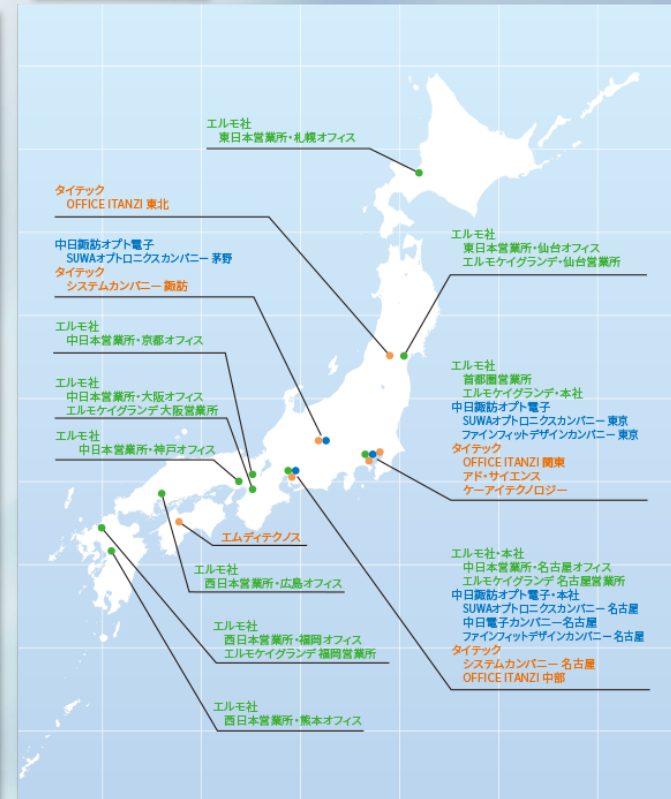 エルモ社
東日本営業所・札幌オフィス
タイテック
OFFICE ITANZI 東北
中日諏訪オプト電子
SUWAオプトロニクスカンパニー 茅野
タイテック
システムカンパニー 諏訪
エルモ社
中日本営業所・京都オフィス
エルモ社
中日本営業所・大阪オフィス
エルモケイグランデ 大阪営業所
エルモ社
中日本営業所・神戸オフィス
エルモ社
東日本営業所・仙台オフィス
エルモケイグランデ・仙台営業所
エルモ社
首都圏営業所
エルモケイグランデ・本社
中日諏訪オプト電子
SUWAオプトロニクスカンパニー 東京
ファインフィットデザインカンパニー 東京
タイテック
OFFICE ITANZI 関東
アド・サイエンス
ケーアイテクノロジー
エムディテクノス
エルモ社
西日本営業所・広島オフィス
エルモ社
西日本営業所・福岡オフィス
エルモケイグランデ 福岡営業所
エルモ社
西日本営業所・熊本オフィス
エルモ社・本社
中日本営業所・名古屋オフィス
エルモケイグランデ 名古屋営業所
中日諏訪オプト電子・本社
SUWAオプトロニクスカンパニー 名古屋
中日電子カンパニー名古屋
ファインフィットデザインカンパニー 名古屋
タイテック
システムカンパニー 名古屋
OFFICE ITANZI 中部